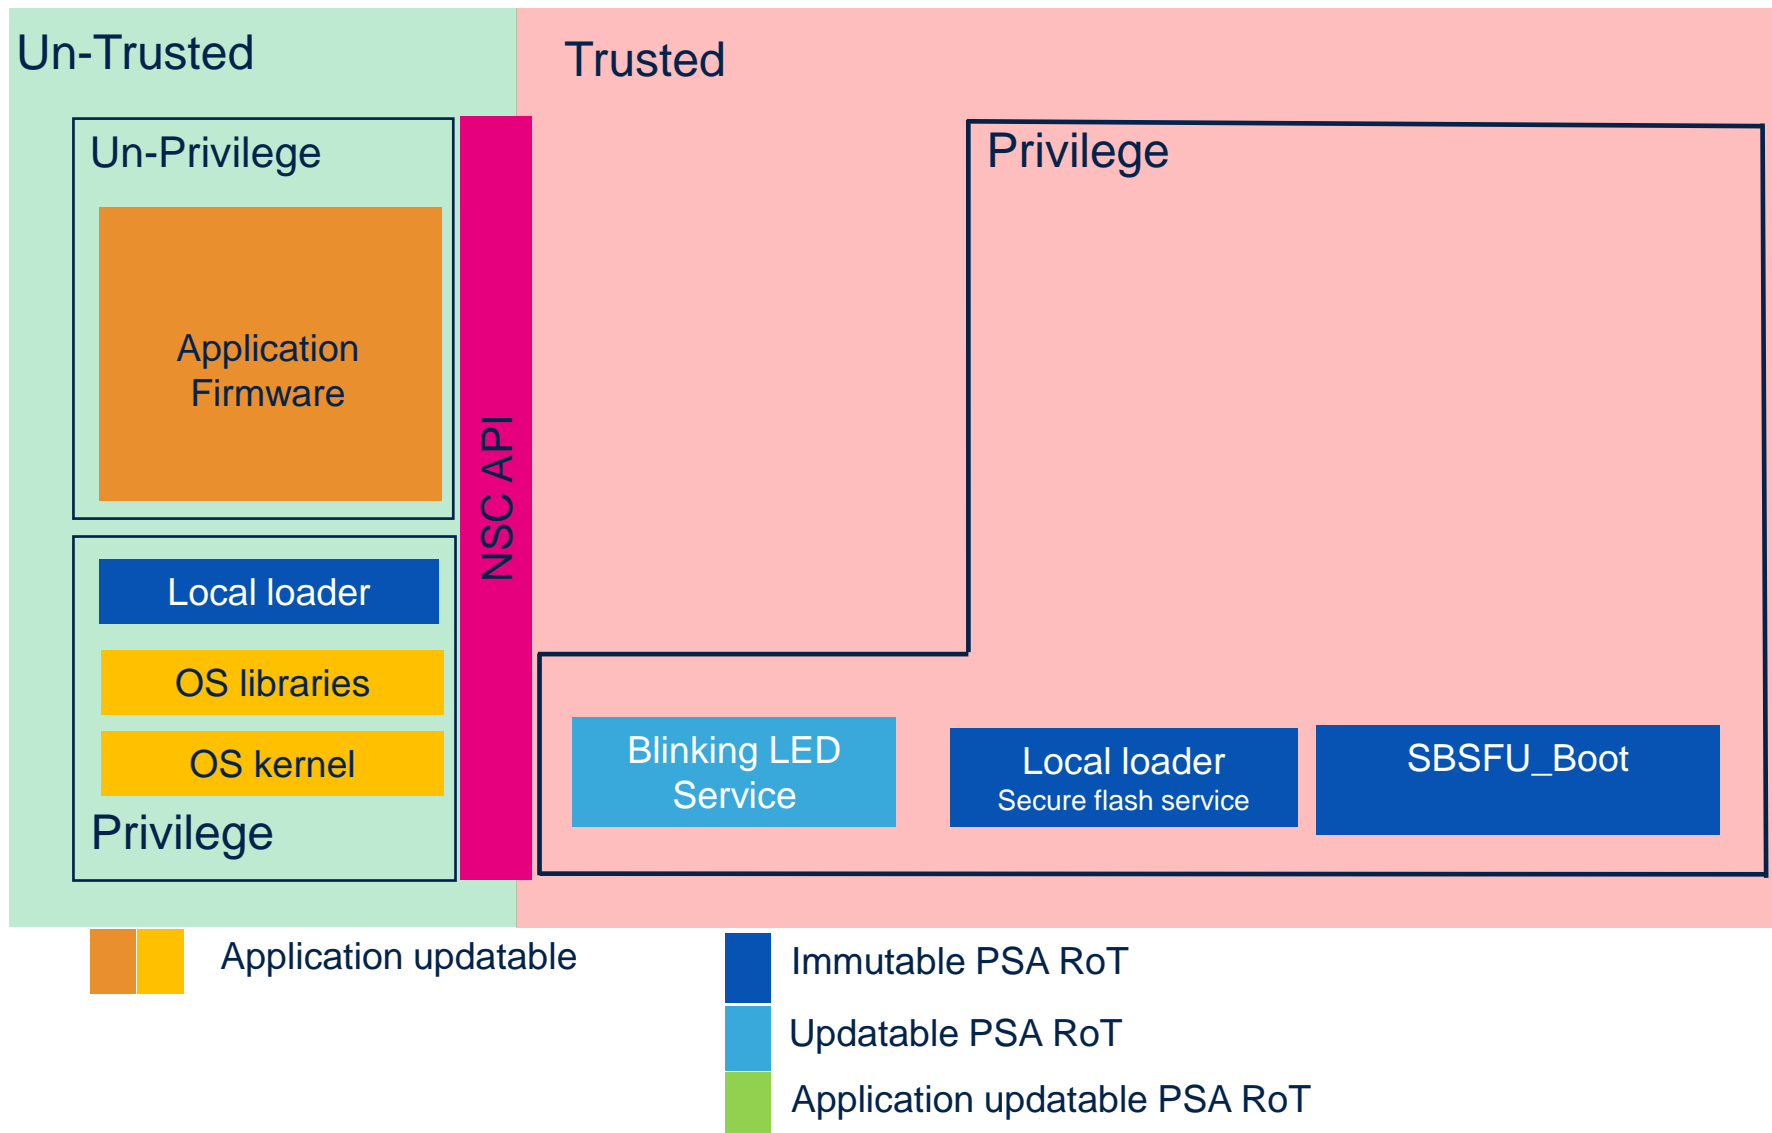 Un-Trusted
Trusted
Un-Privilege
Privilege
Application
Firmware
NSC API
Local loader
OS libraries
OS kernel
Privilege
Blinking LED
Service
Local loader
Secure flash service
SBSFU_Boot
Application updatable
Immutable PSA RoT
Updatable PSA RoT
Application updatable PSA RoT